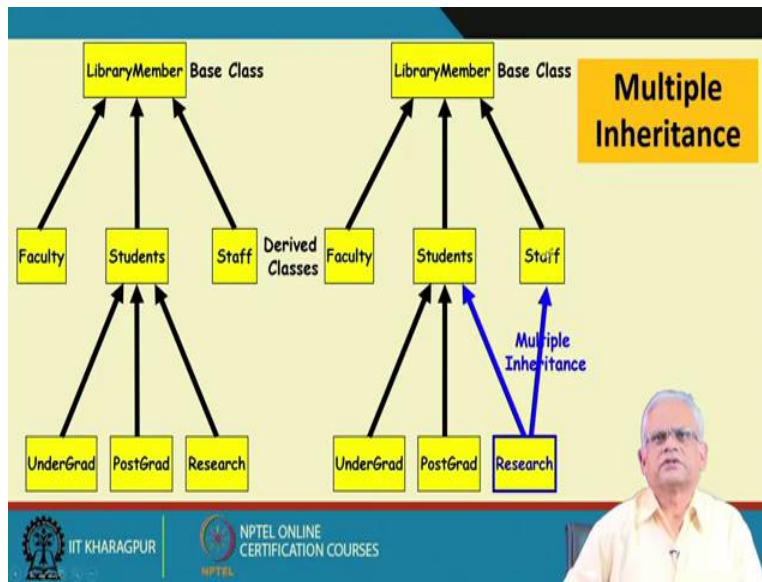 LibraryMember Base Class
LibraryMember Base Class
Multiple
Inheritance
Faculty
Students
Staff
Derived
Classes
Faculty
Students
Staff
Multiple
Inheritance
UnderGrad
PostGrad
Research
UnderGrad
PostGrad
Research
IIT KHARAGPUR
NPTEL
NPTEL ONLINE
CERTIFICATION COURSES